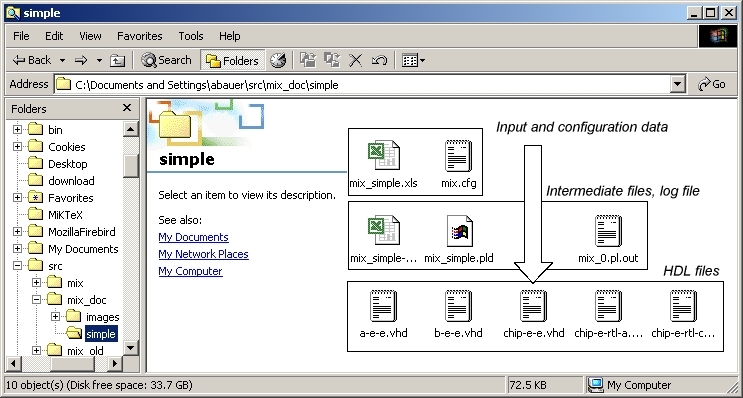 simple
File Edit View Favorites Tools Help
Back Search Folders
Address C:\Documents and Settings\abauer\src\mix_doc\simple Go
Folders
bin
Cookies
Desktop
download
Favorites
MiKTeX
MozillaFirebird
My Documents
src
mix
mix_doc
images
simple
mix_old
simple
Select an item to view its description.
See also:
My Documents
My Network Places
My Computer
Input and configuration data
mix_simple.xls mix.cfg
Intermediate files, log file
mix_simple-... mix_simple.pld mix_0.pl.out
HDL files
a-e-e.vhd b-e-e.vhd chip-e-e.vhd chip-e-rtl-a... chip-e-rtl-c...
10 object(s) (Disk free space: 33.7 GB) 72.5 KB My Computer